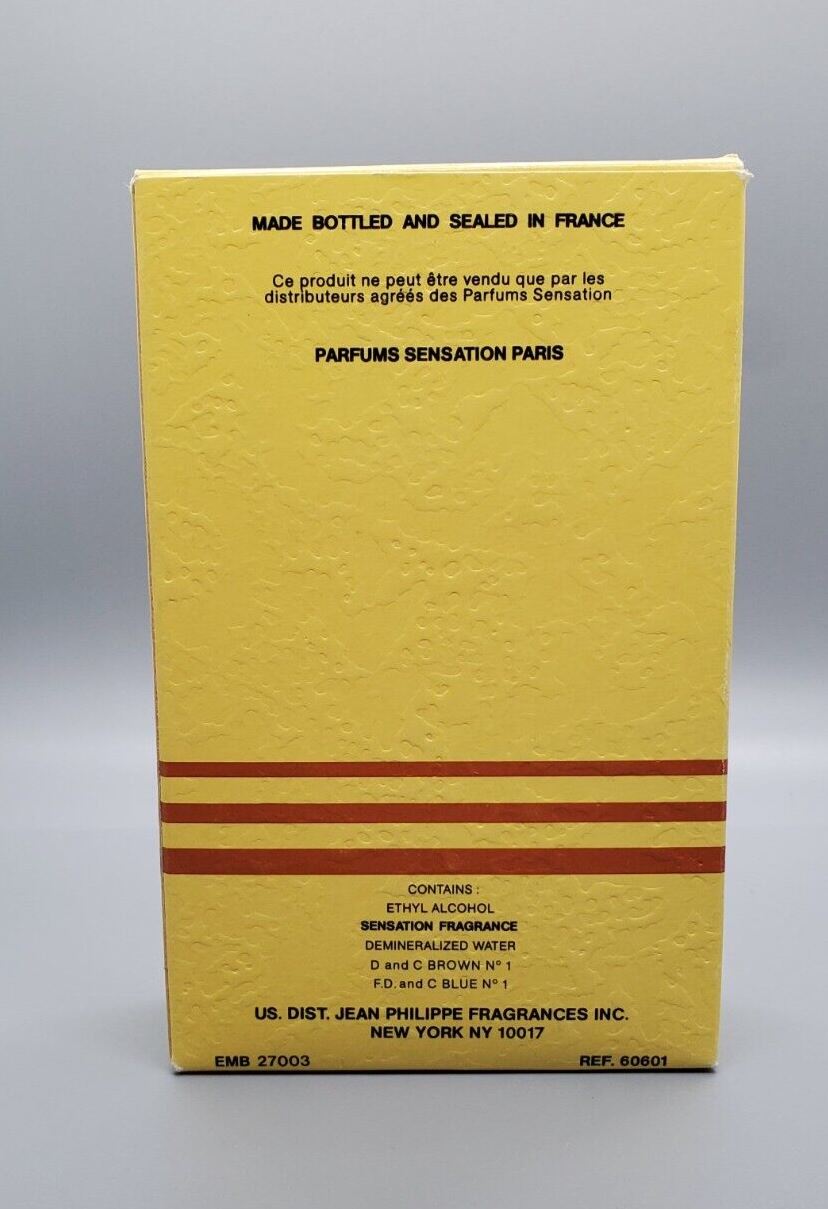 MADE BOTTLED AND SEALED IN FRANCE
Ce produit ne peut être vendu que par les
distributeurs agréés des Parfums Sensation
PARFUMS SENSATION PARIS
CONTAINS :
ETHYL ALCOHOL
SENSATION FRAGRANCE
DEMINERALIZED WATER
D and C BROWN Nº 1
F.D. and C BLUE Nº 1
US. DIST. JEAN PHILIPPE FRAGRANCES INC.
NEW YORK NY 10017
EMB 27003 REF. 60601